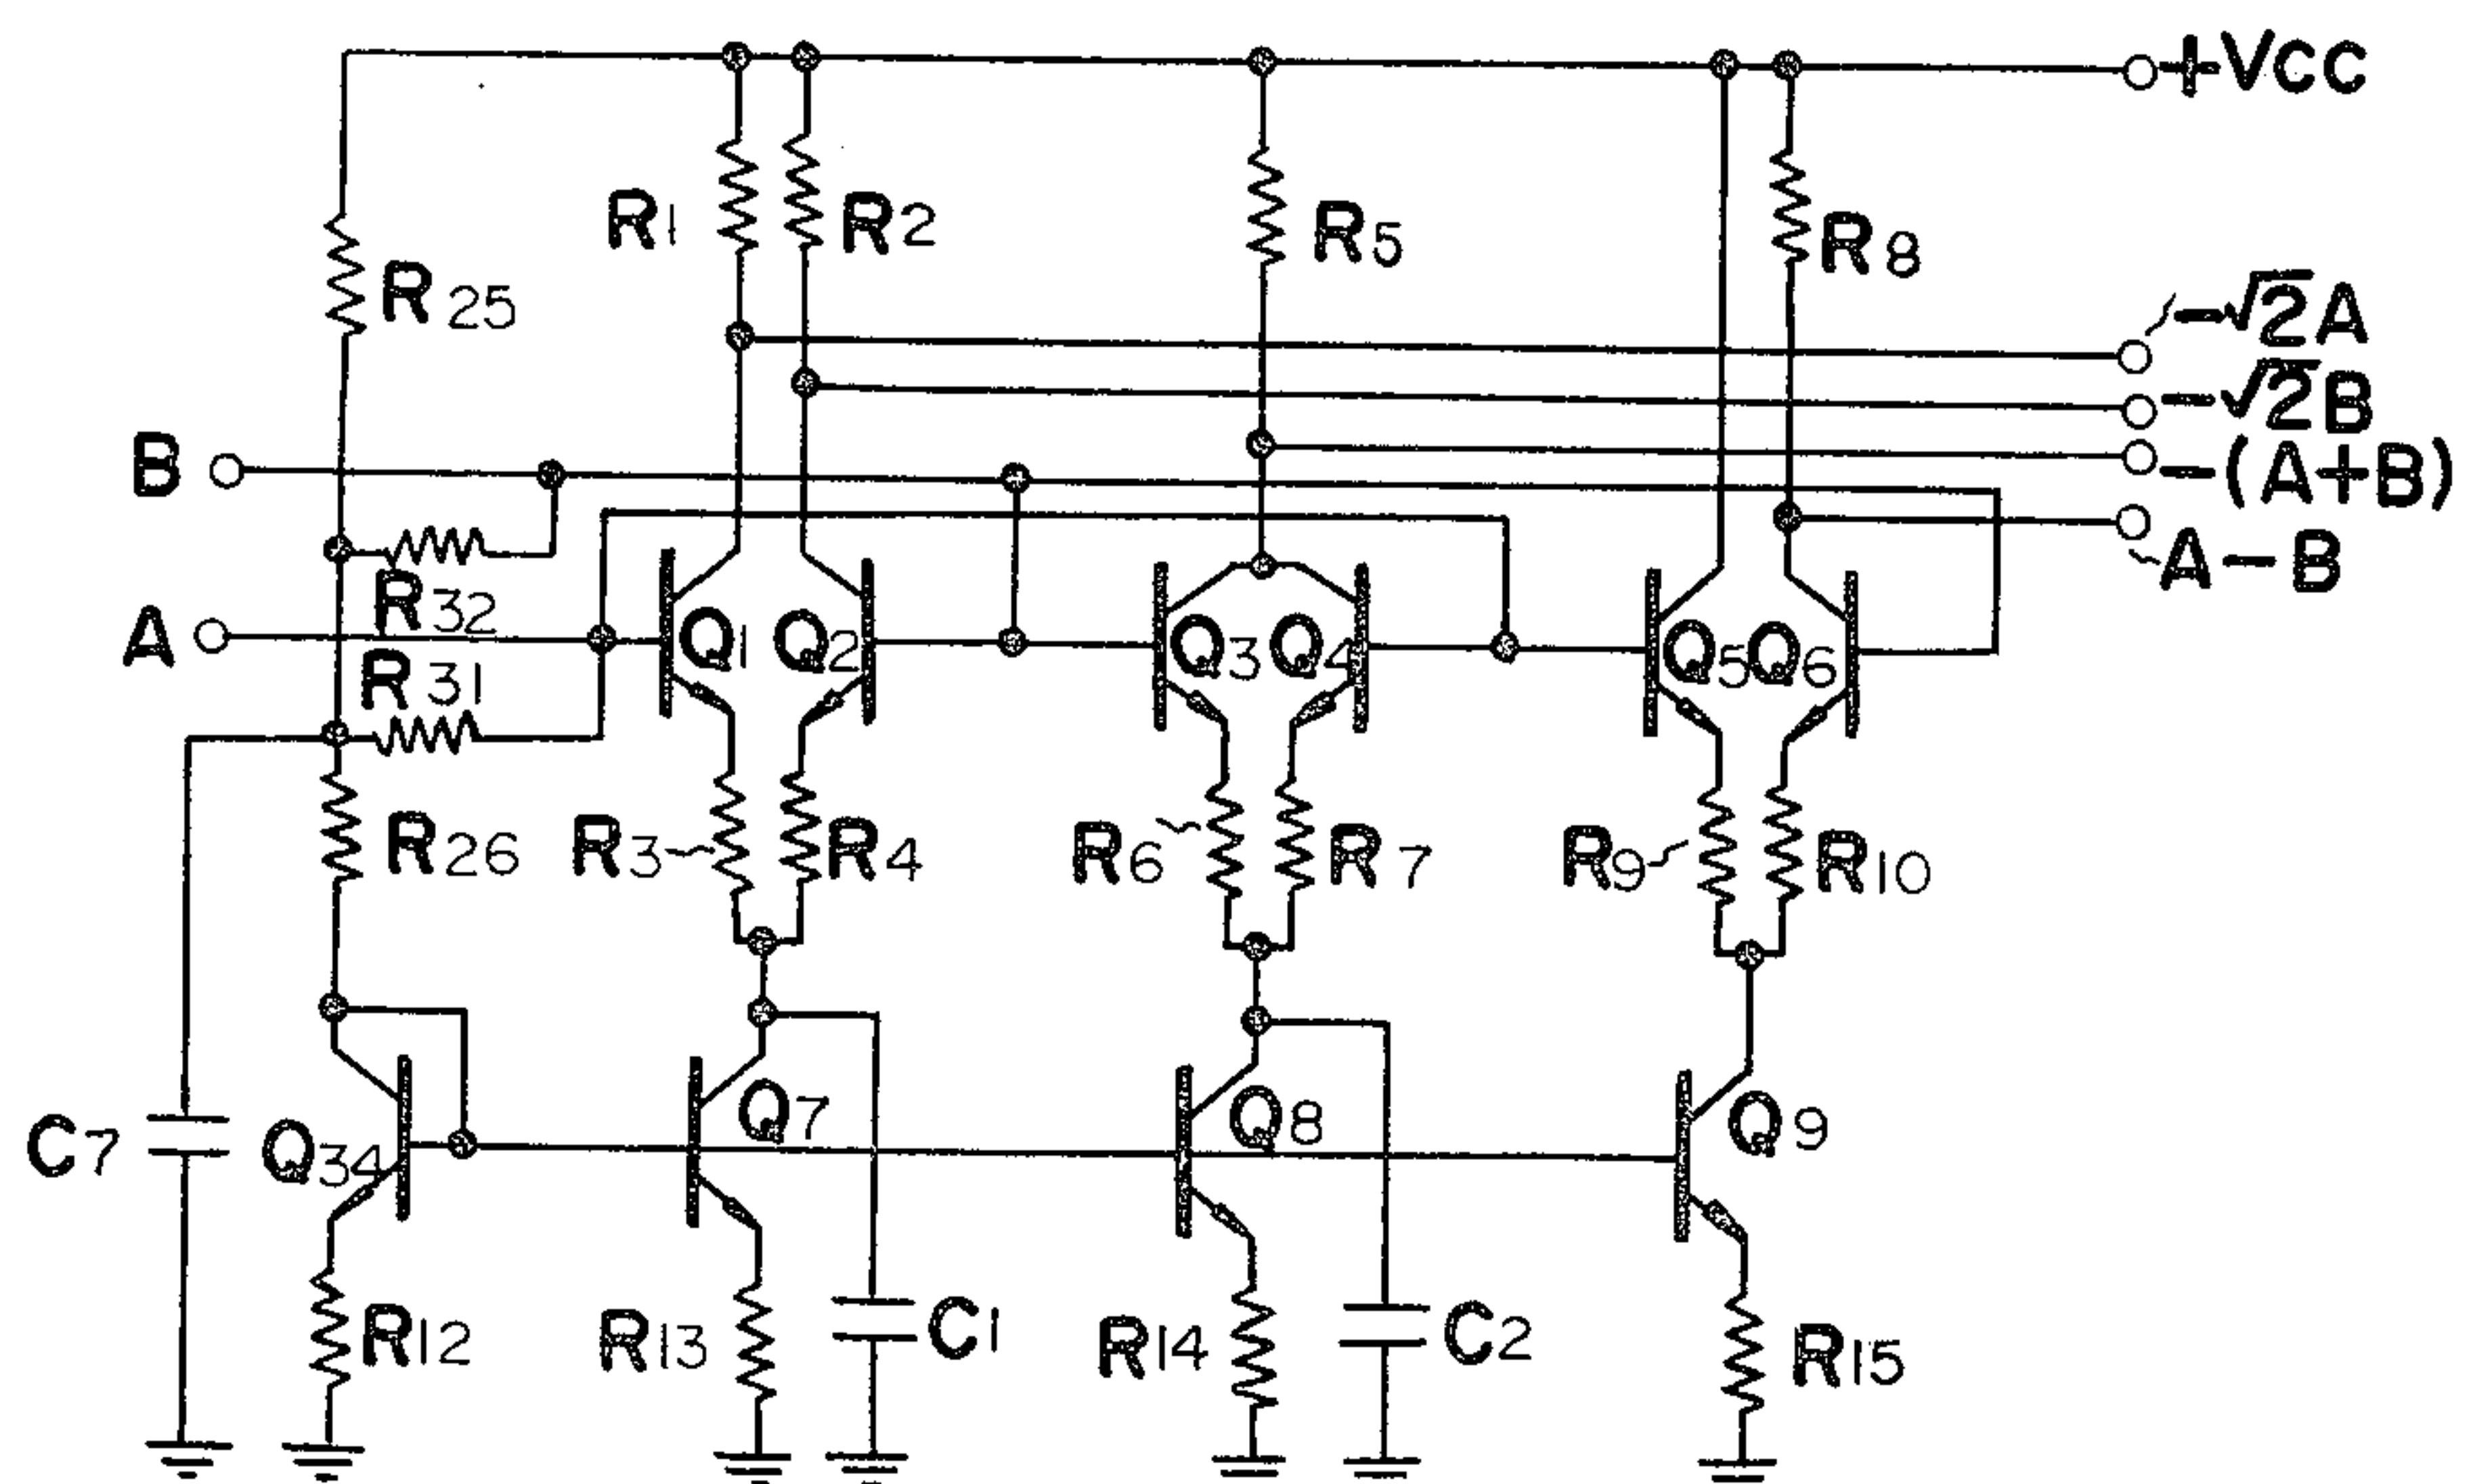 +VCC
R1
R2
R5
R8
R25
-√2A
-√2B
B
-(A+B)
A-B
R32
A
Q1
Q2
Q3
Q4
Q5
Q6
R31
R26
R3
R4
R6
R7
R9
R10
C7
Q34
Q7
Q8
Q9
R12
R13
C1
R14
C2
R15